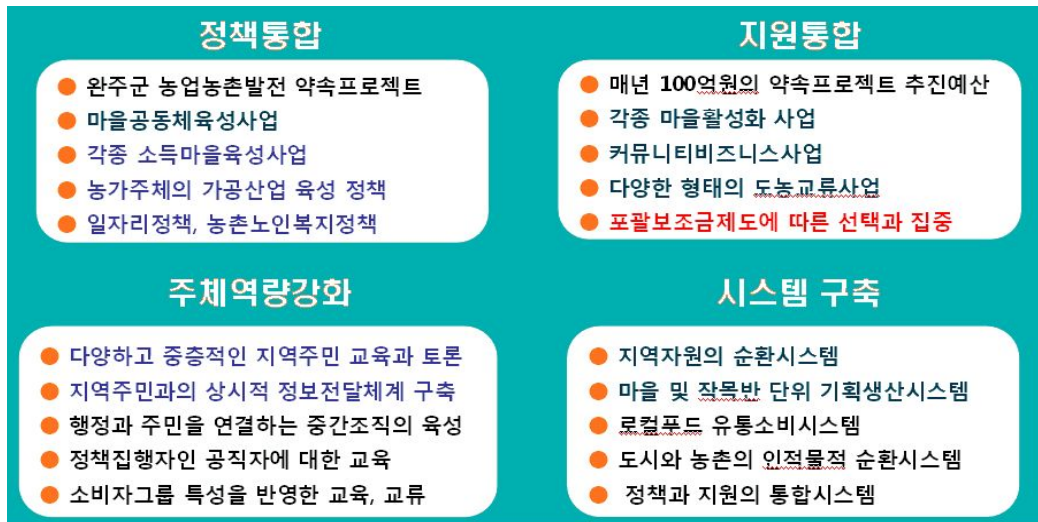 정책통합
완주군 농업농촌발전 약속프로젝트
마을공동체육성사업
각종 소득마을육성사업
농가주체의 가공산업 육성 정책
일자리정책, 농촌노인복지정책
지원통합
매년 100억원의 약속프로젝트 추진예산
각종 마을활성화 사업
커뮤니티비즈니스사업
다양한 형태의 도농교류사업
포괄보조금제도에 따른 선택과 집중
주체역량강화
다양하고 중층적인 지역주민 교육과 토론
지역주민과의 상시적 정보전달체계 구축
행정과 주민을 연결하는 중간조직의 육성
정책집행자인 공직자에 대한 교육
소비자그룹 특성을 반영한 교육, 교류
시스템 구축
지역자원의 순환시스템
마을 및 작목반 단위 기획생산시스템
로컬푸드 유통소비시스템
도시와 농촌의 인적물적 순환시스템
정책과 지원의 통합시스템